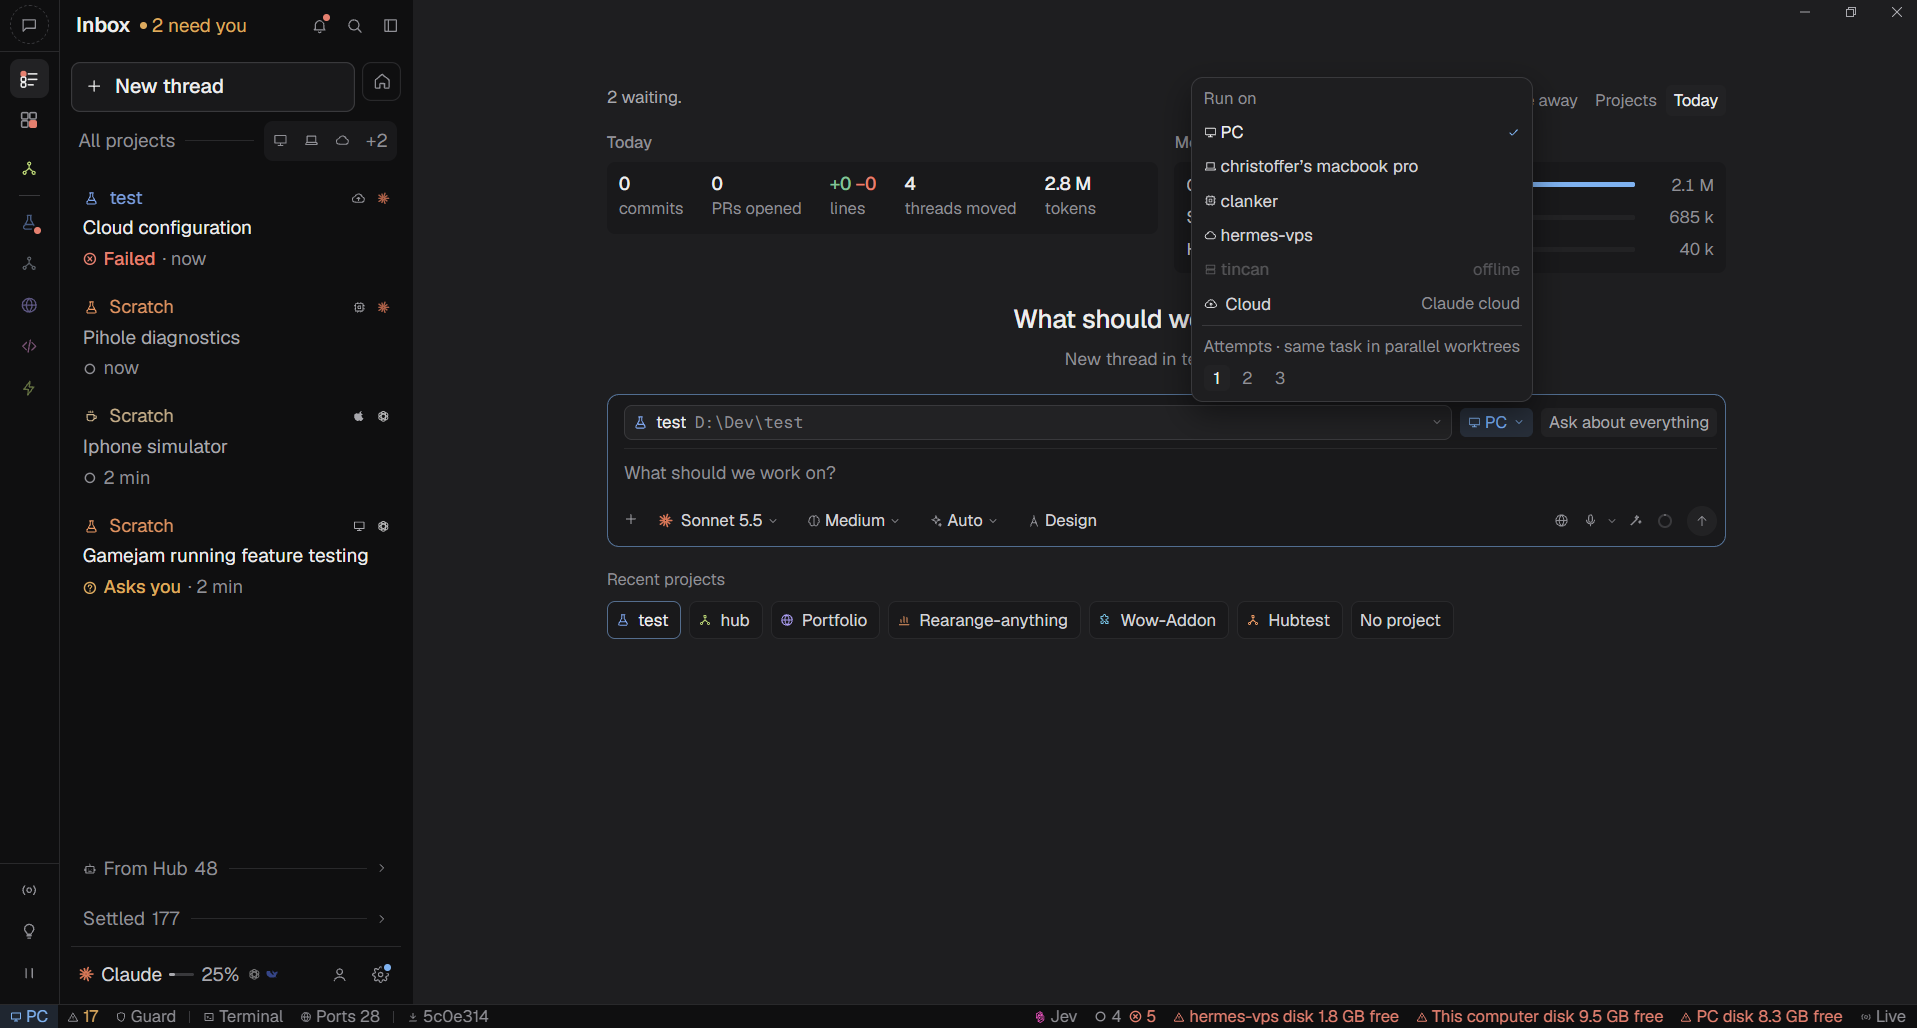 Inbox • 2 need you
New thread
All projects
+2
test
Cloud configuration
Failed · now
Scratch
Pihole diagnostics
now
Scratch
Iphone simulator
2 min
Scratch
Gamejam running feature testing
Asks you · 2 min
From Hub 48
Settled 177
Claude 25%
2 waiting.
away Projects Today
Today
0 0 +0 −0 4 2.8 M
commits PRs opened lines threads moved tokens
2.1 M
685 k
40 k
Run on
PC
christoffer’s macbook pro
clanker
hermes-vps
tincan offline
Cloud Claude cloud
Attempts · same task in parallel worktrees
1 2 3
What should w
New thread in te
test D:\Dev\test
PC
Ask about everything
What should we work on?
Sonnet 5.5 Medium Auto Design
Recent projects
test hub Portfolio Rearange-anything Wow-Addon Hubtest No project
PC 17 Guard Terminal Ports 28 5c0e314 Jev 4 5 hermes-vps disk 1.8 GB free This computer disk 9.5 GB free PC disk 8.3 GB free Live